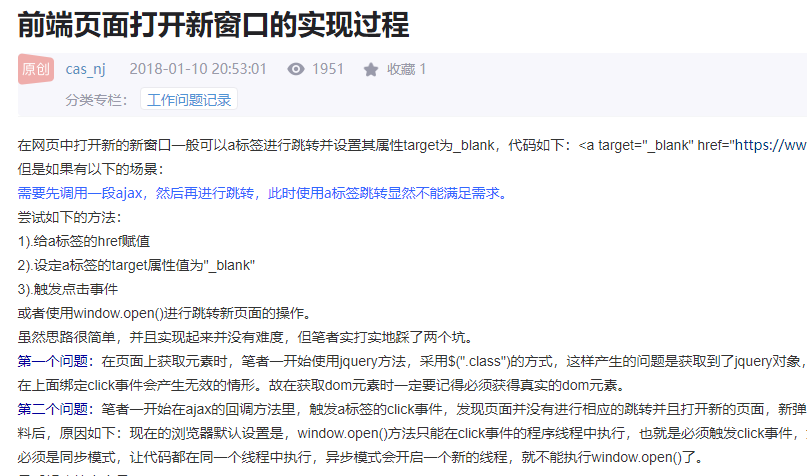 前端页面打开新窗口的实现过程
原创 cas_nj 2018-01-10 20:53:01 1951 收藏 1
分类专栏： 工作问题记录
在网页中打开新的新窗口一般可以a标签进行跳转并设置其属性target为_blank，代码如下：<a target="_blank" href="https://ww
但是如果有以下的场景：
需要先调用一段ajax，然后再进行跳转，此时使用a标签跳转显然不能满足需求。
尝试如下的方法：
1).给a标签的href赋值
2).设定a标签的target属性值为"_blank"
3).触发点击事件
或者使用window.open()进行跳转新页面的操作。
虽然思路很简单，并且实现起来并没有难度，但笔者实打实地踩了两个坑。
第一个问题：在页面上获取元素时，笔者一开始使用jquery方法，采用$(".class")的方式，这样产生的问题是获取到了jquery对象，
在上面绑定click事件会产生无效的情形。故在获取dom元素时一定要记得必须获得真实的dom元素。
第二个问题：笔者一开始在ajax的回调方法里，触发a标签的click事件，发现页面并没有进行相应的跳转并且打开新的页面，新弹
料后，原因如下：现在的浏览器默认设置是，window.open()方法只能在click事件的程序线程中执行，也就是必须触发click事件，
必须是同步模式，让代码都在同一个线程中执行，异步模式会开启一个新的线程，就不能执行window.open()了。